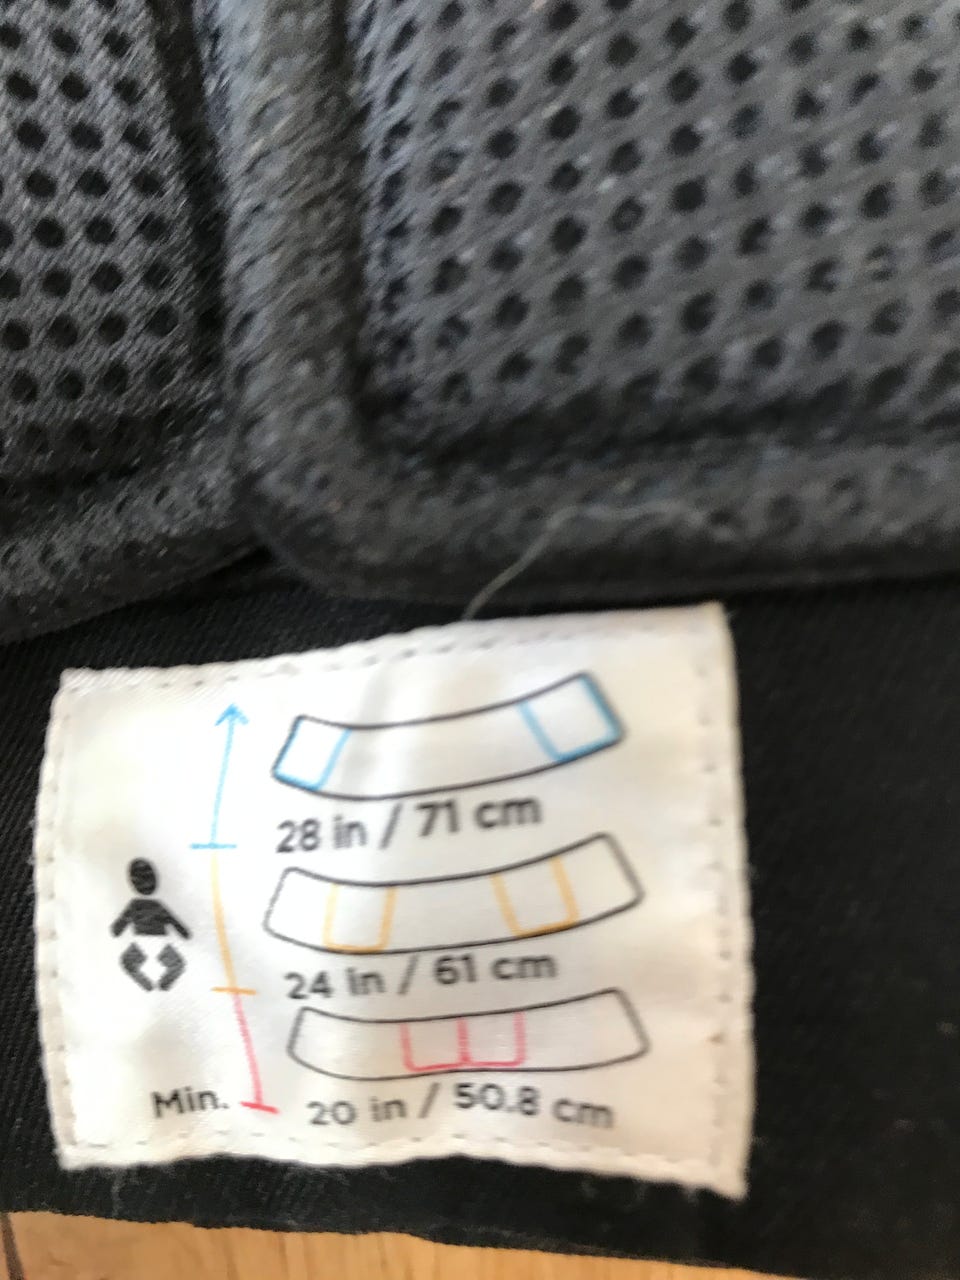 28 in / 71 cm
24 in / 61 cm
Min.
20 in / 50.8 cm